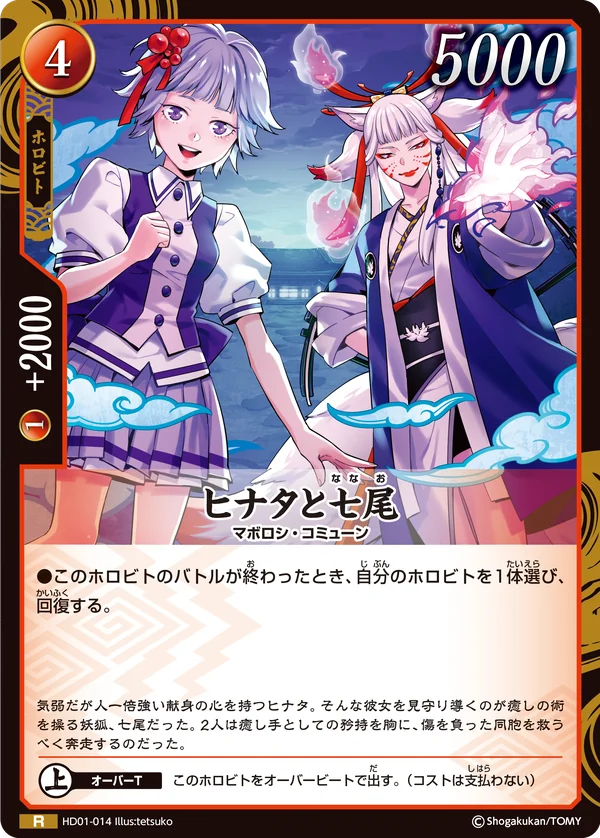 4
5000
ホロビト
+2000
1
ななお
ヒナタと七尾
マボロシ・コミューン
●このホロビトのバトルが終わったとき、自分のホロビトを1体選び、
回復する。
気弱だが人一倍強い献身の心を持つヒナタ。そんな彼女を見守り導くのが癒しの術
を操る妖狐、七尾だった。2人は癒し手としての矜持を胸に、傷を負った同胞を救う
べく奔走するのだった。
上 オーバーT このホロビトをオーバービートで出す。(コストは支払わない)
R HD01-014 Illus:tetsuko
©Shogakukan/TOMY